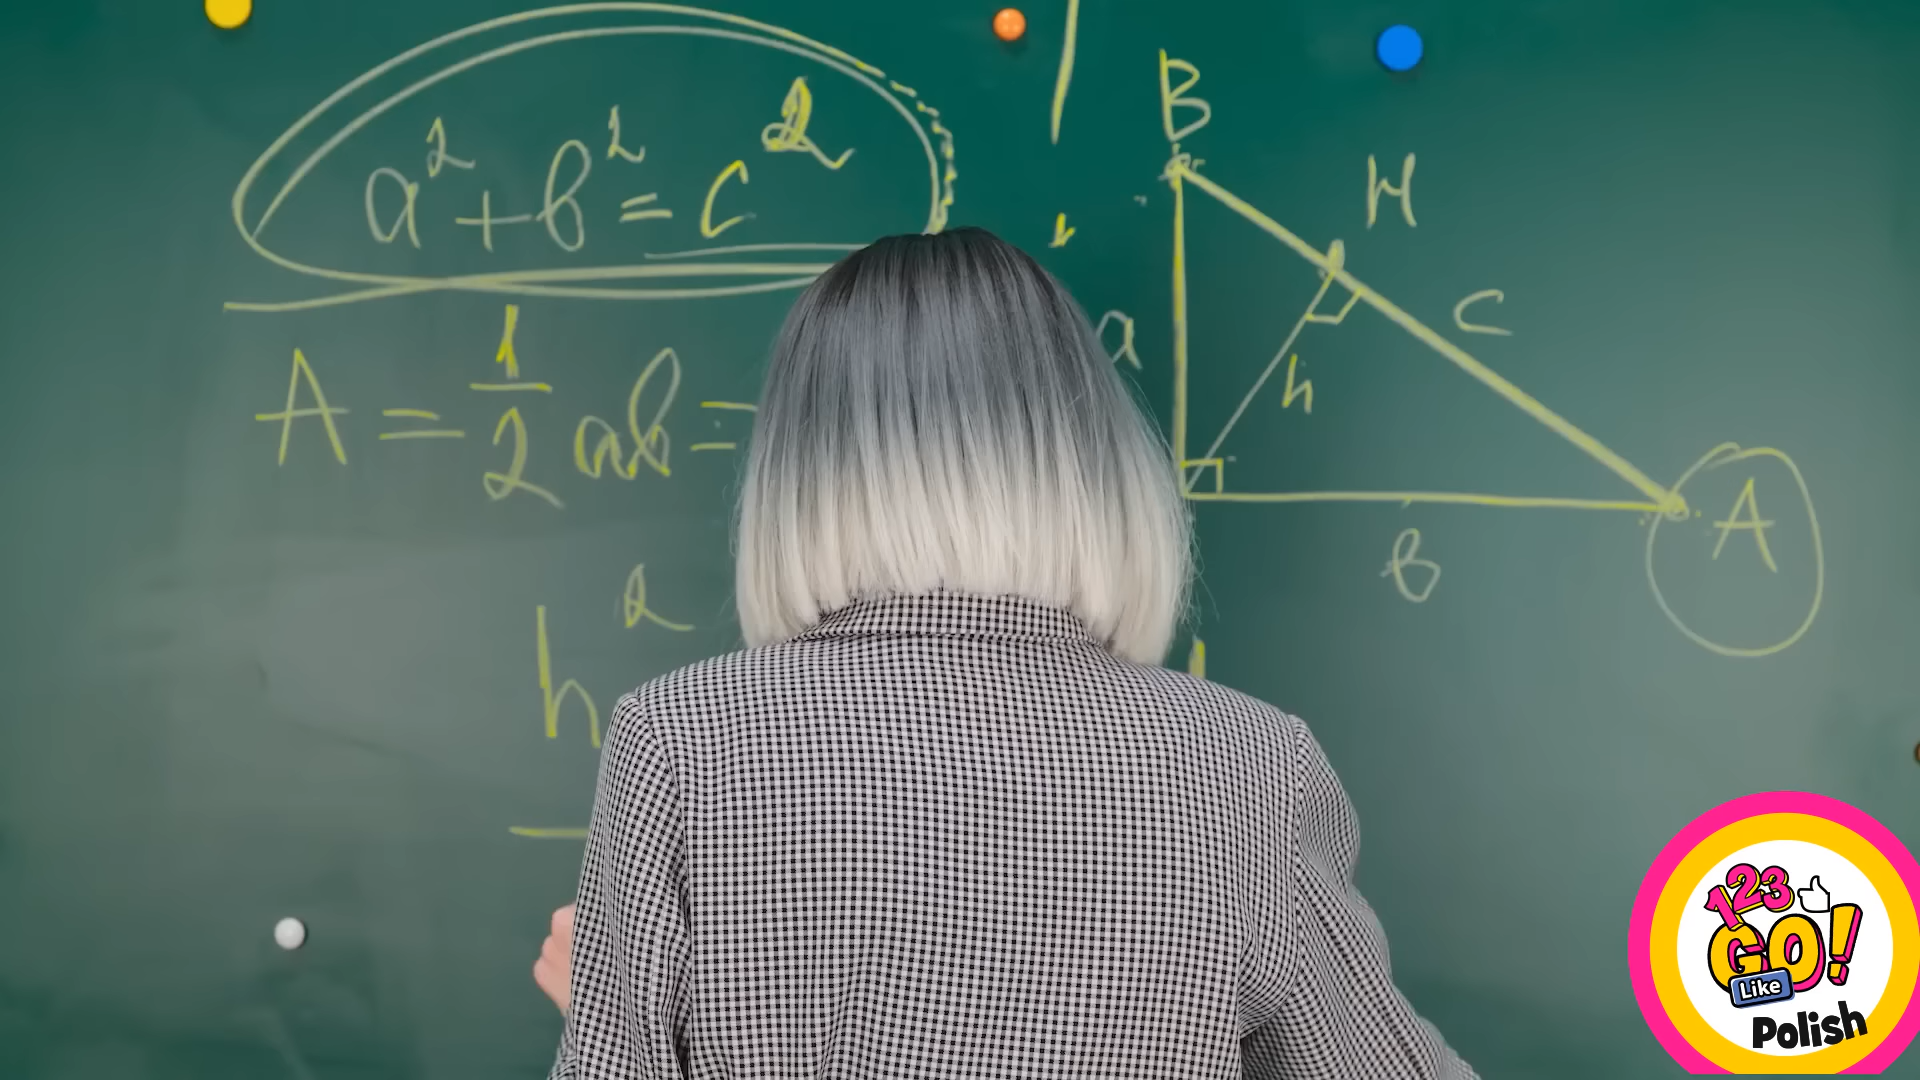 a² + b² = c²
A = 1/2 ab =
h²
B
H
a
c
h
b
A
123
GO!
Like
Polish